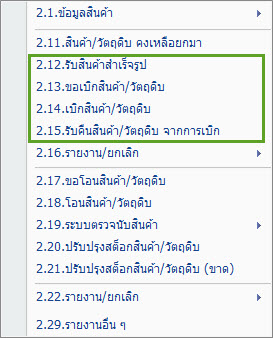 2.1.ข้อมูลสินค้า
2.11.สินค้า/วัตถุดิบ คงเหลือยกมา
2.12.รับสินค้าสำเร็จรูป
2.13.ขอเบิกสินค้า/วัตถุดิบ
2.14.เบิกสินค้า/วัตถุดิบ
2.15.รับคืนสินค้า/วัตถุดิบ จากการเบิก
2.16.รายงาน/ยกเลิก
2.17.ขอโอนสินค้า/วัตถุดิบ
2.18.โอนสินค้า/วัตถุดิบ
2.19.ระบบตรวจนับสินค้า
2.20.ปรับปรุงสต็อกสินค้า/วัตถุดิบ
2.21.ปรับปรุงสต็อกสินค้า/วัตถุดิบ (ขาด)
2.22.รายงาน/ยกเลิก
2.29.รายงานอื่น ๆ